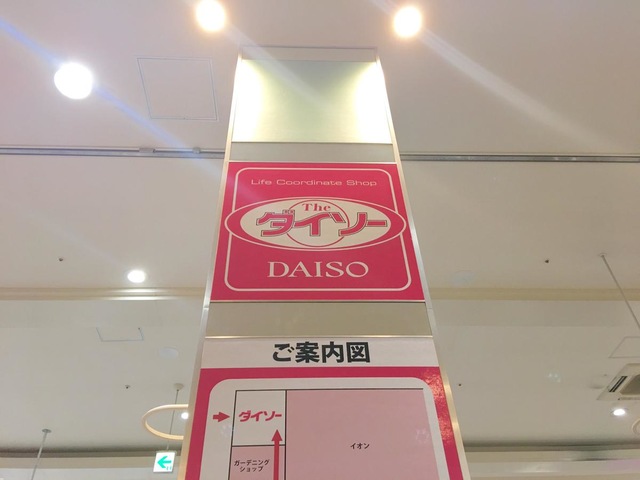 Life Coordinate Shop
The
ダイソー
DAISO
ご案内図
ダイソー
イオン
ガーデニング
ショップ